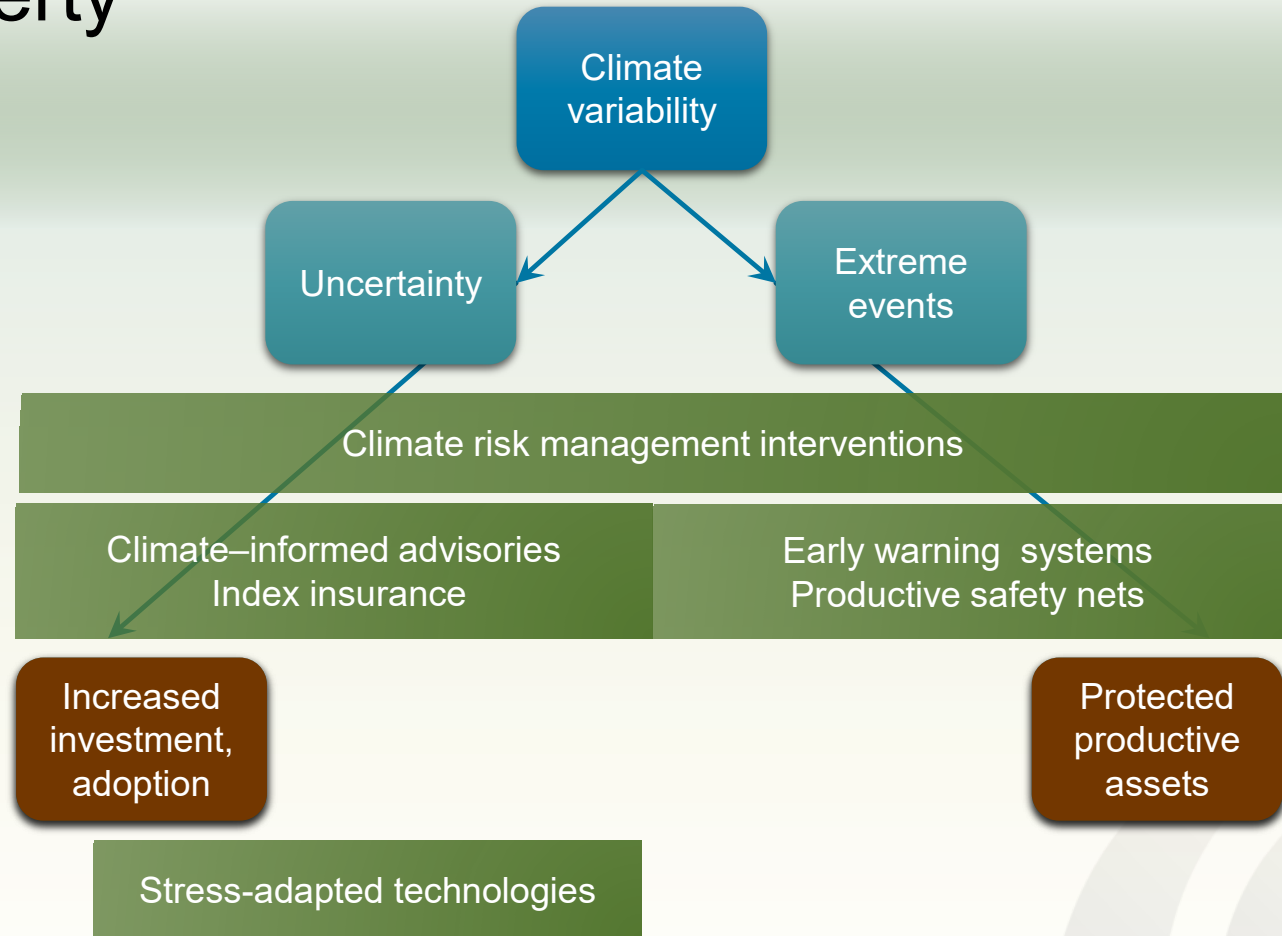 Climate
variability
Uncertainty
Extreme
events
Climate risk management interventions
Climate–informed advisories
Index insurance
Early warning  systems
Productive safety nets
Increased
investment,
adoption
Protected
productive
assets
Stress-adapted technologies